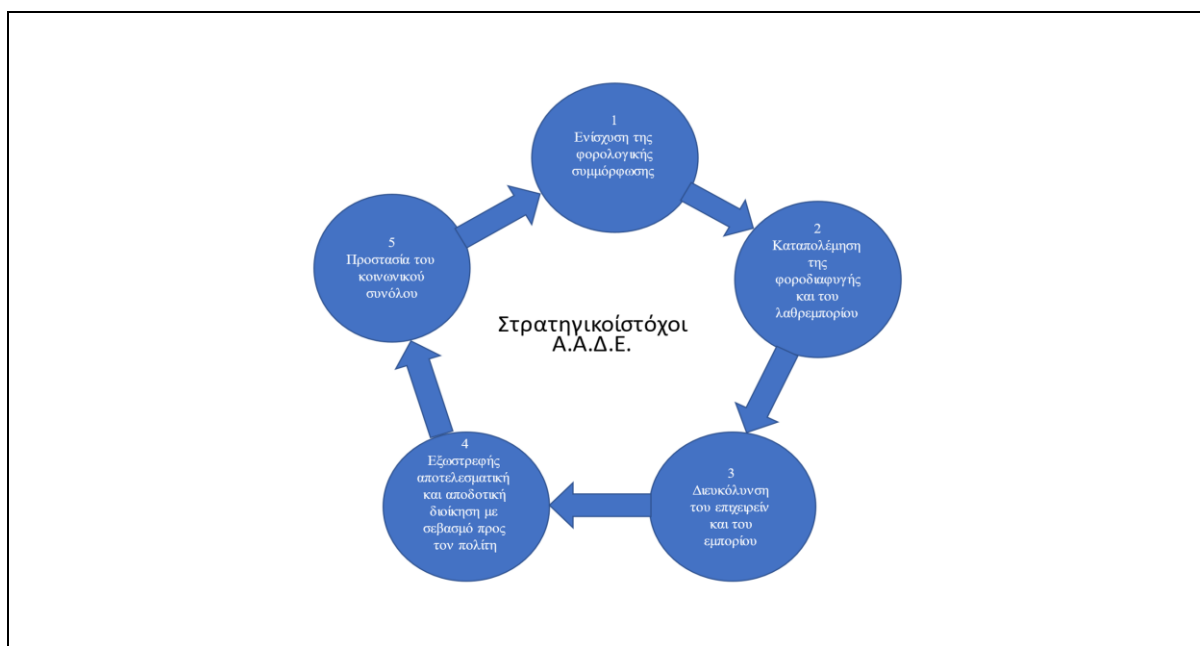 1
Ενίσχυση της
φορολογικής
συμμόρφωσης
2
Καταπολέμηση
της
φοροδιαφυγής
και του
λαθρεμπορίου
3
Διευκόλυνση
του επιχειρείν
και του
εμπορίου
4
Εξωστρεφής
αποτελεσματική
και αποδοτική
διοίκηση με
σεβασμό προς
τον πολίτη
5
Προστασία του
κοινωνικού
συνόλου
Στρατηγικοίστόχοι
Α.Α.Δ.Ε.